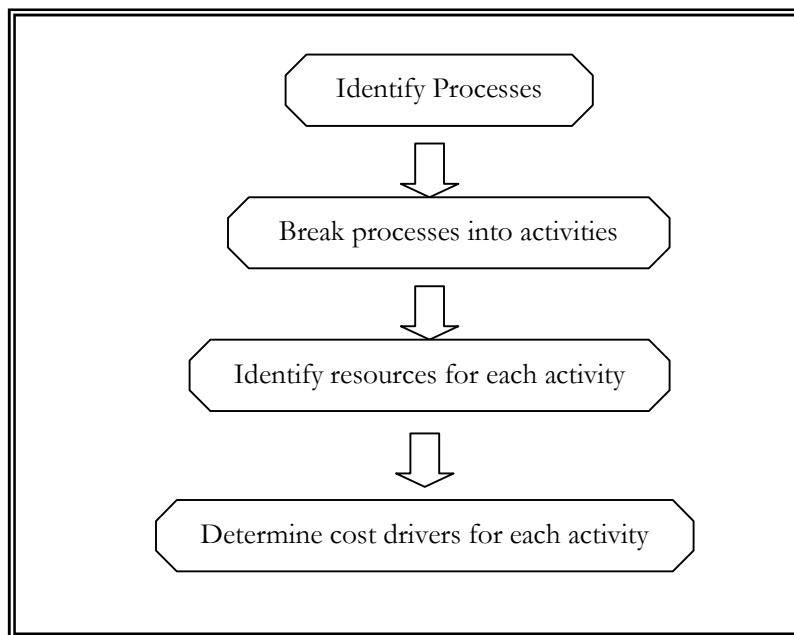 Identify Processes
Break processes into activities
Identify resources for each activity
Determine cost drivers for each activity